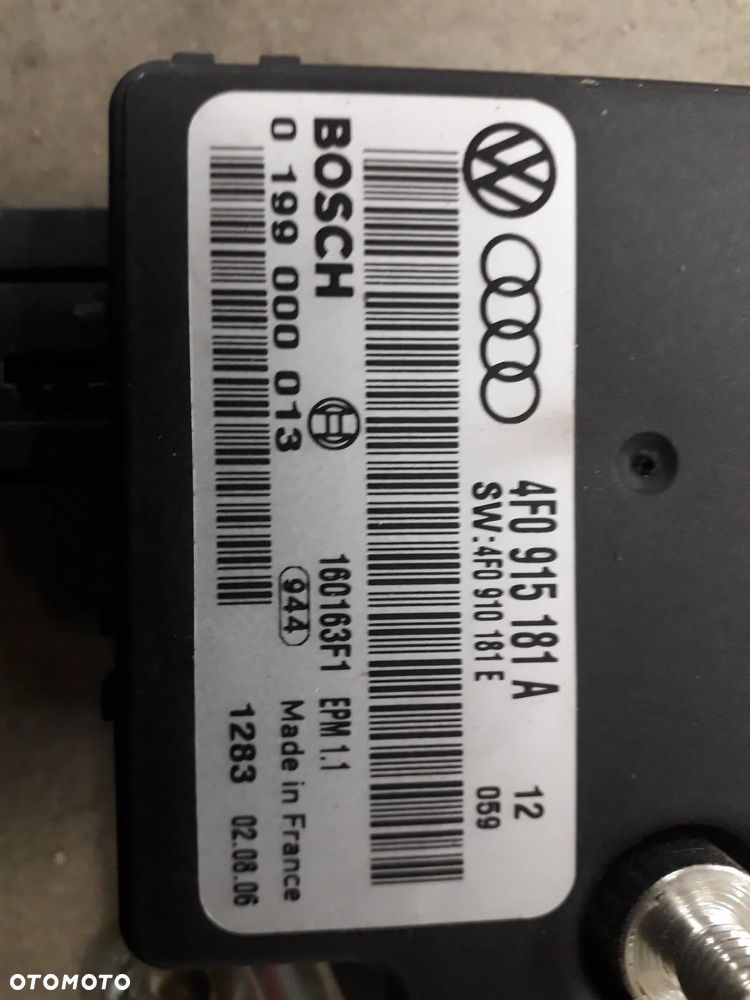 4F0 915 181 A 12
SW:4F0 910 181 E 059
BOSCH 160163F1 EPM 1.1
0 199 000 013 944 Made in France
1283 02.08.06
OTOMOTO